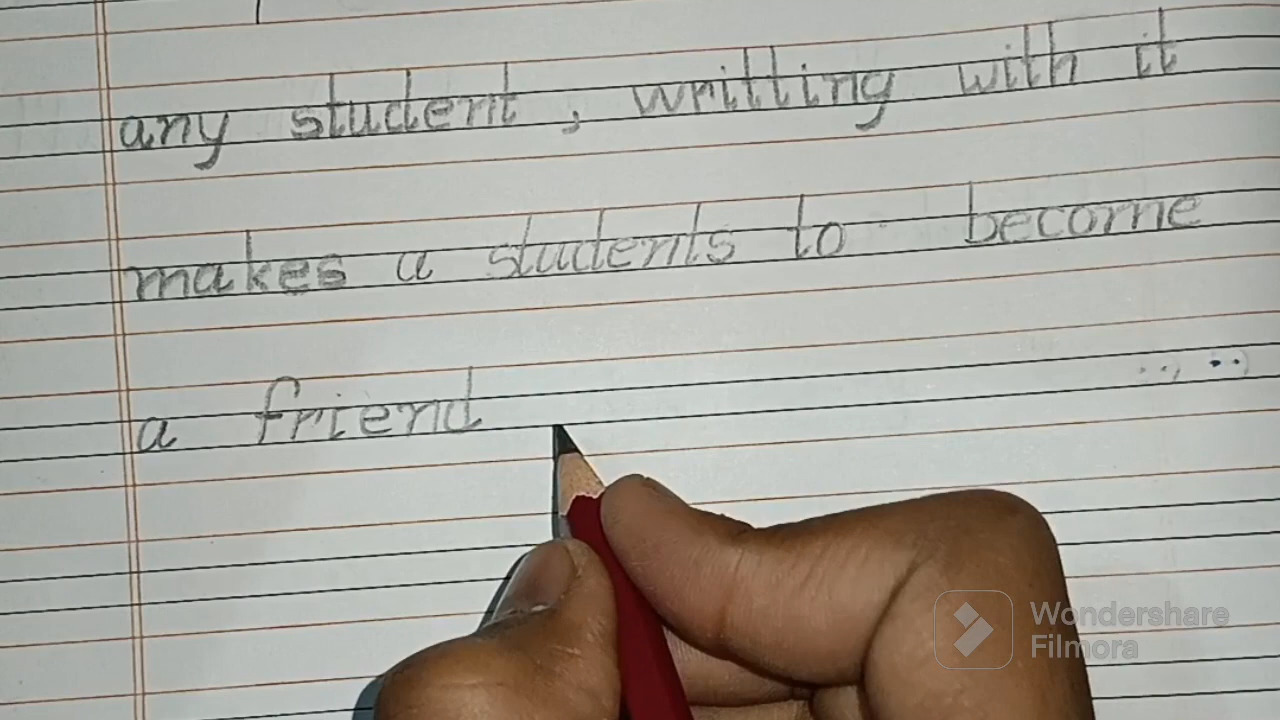 any student, writting with it
makes a students to become
a friend
Wondershare
Filmora